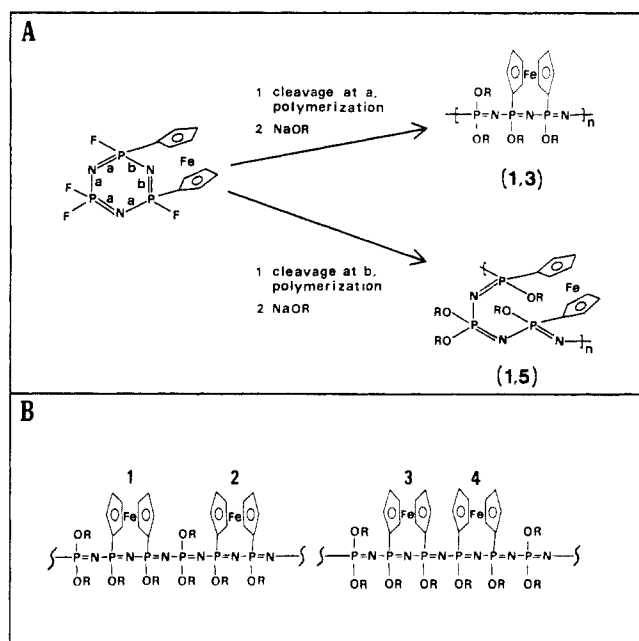 A
1 cleavage at a,
polymerization
2 NaOR
OR
Fe
[P=N-P=N-P=N]n
OR OR OR
(1,3)
F
P
Fe
N a b N
a b
F P a a P
F N F
1 cleavage at b,
polymerization
2 NaOR
P
OR
Fe
N
RO P RO P
RO N N n
(1,5)
B
1 2 3 4
OR Fe OR Fe OR Fe Fe OR
-P=N-P=N-P=N-P=N-P=N-P=N- -P=N-P=N-P=N-P=N-P=N-P=N-
OR OR OR OR OR OR OR OR OR OR OR OR